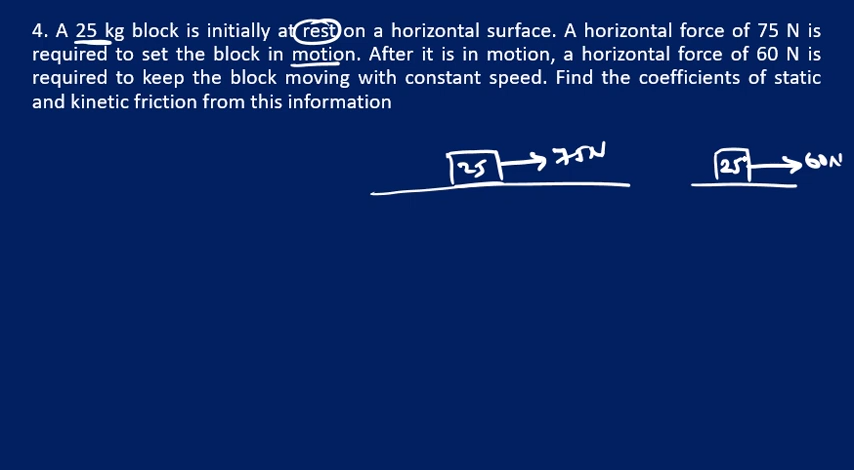 4. A 25 kg block is initially at rest on a horizontal surface. A horizontal force of 75 N is
required to set the block in motion. After it is in motion, a horizontal force of 60 N is
required to keep the block moving with constant speed. Find the coefficients of static
and kinetic friction from this information
25 75N 25 60N